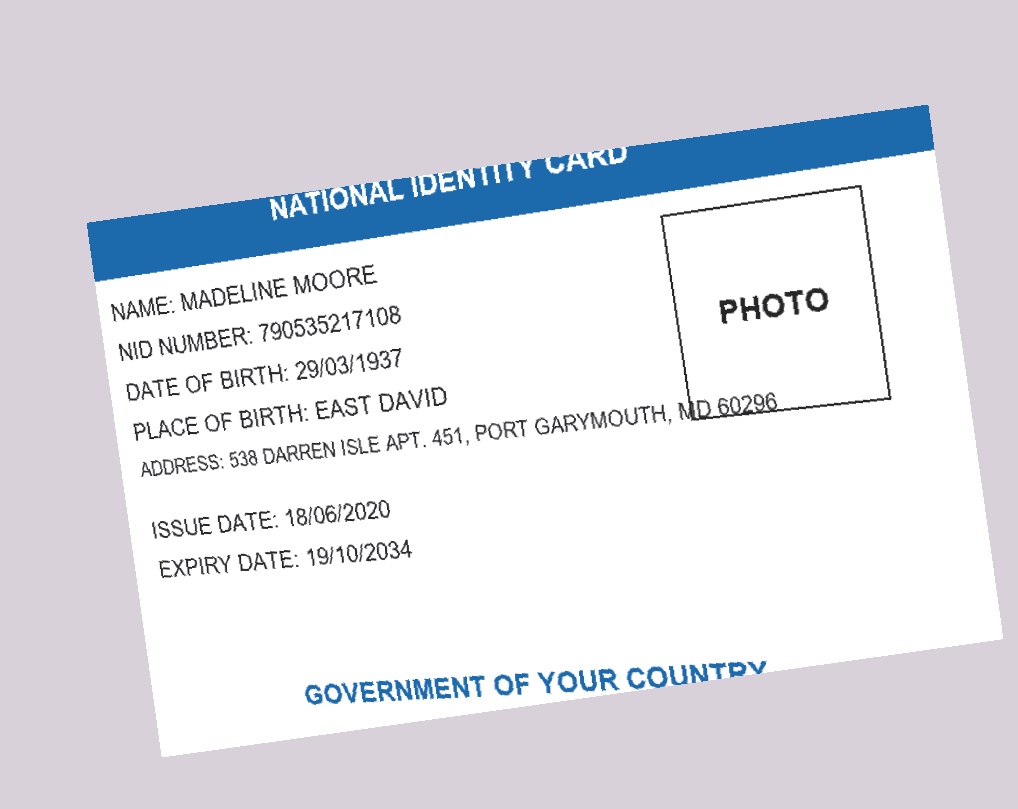 NATIONAL IDENTITY CARD
NAME: MADELINE MOORE
NID NUMBER: 790535217108
DATE OF BIRTH: 29/03/1937
PLACE OF BIRTH: EAST DAVID
ADDRESS: 538 DARREN ISLE APT. 451, PORT GARYMOUTH, MD 60296
PHOTO
ISSUE DATE: 18/06/2020
EXPIRY DATE: 19/10/2034
GOVERNMENT OF YOUR COUNTRY